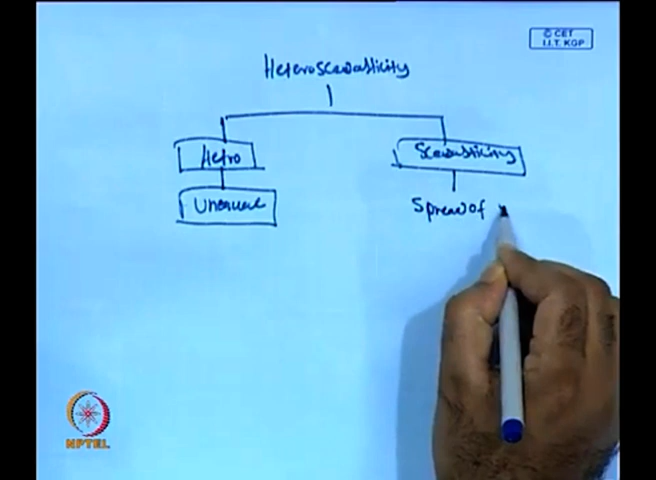 © CET
I.I.T. KGP
Heteroscedasticity
Hetro
Scedasticity
Unequal
Spread of
NPTEL